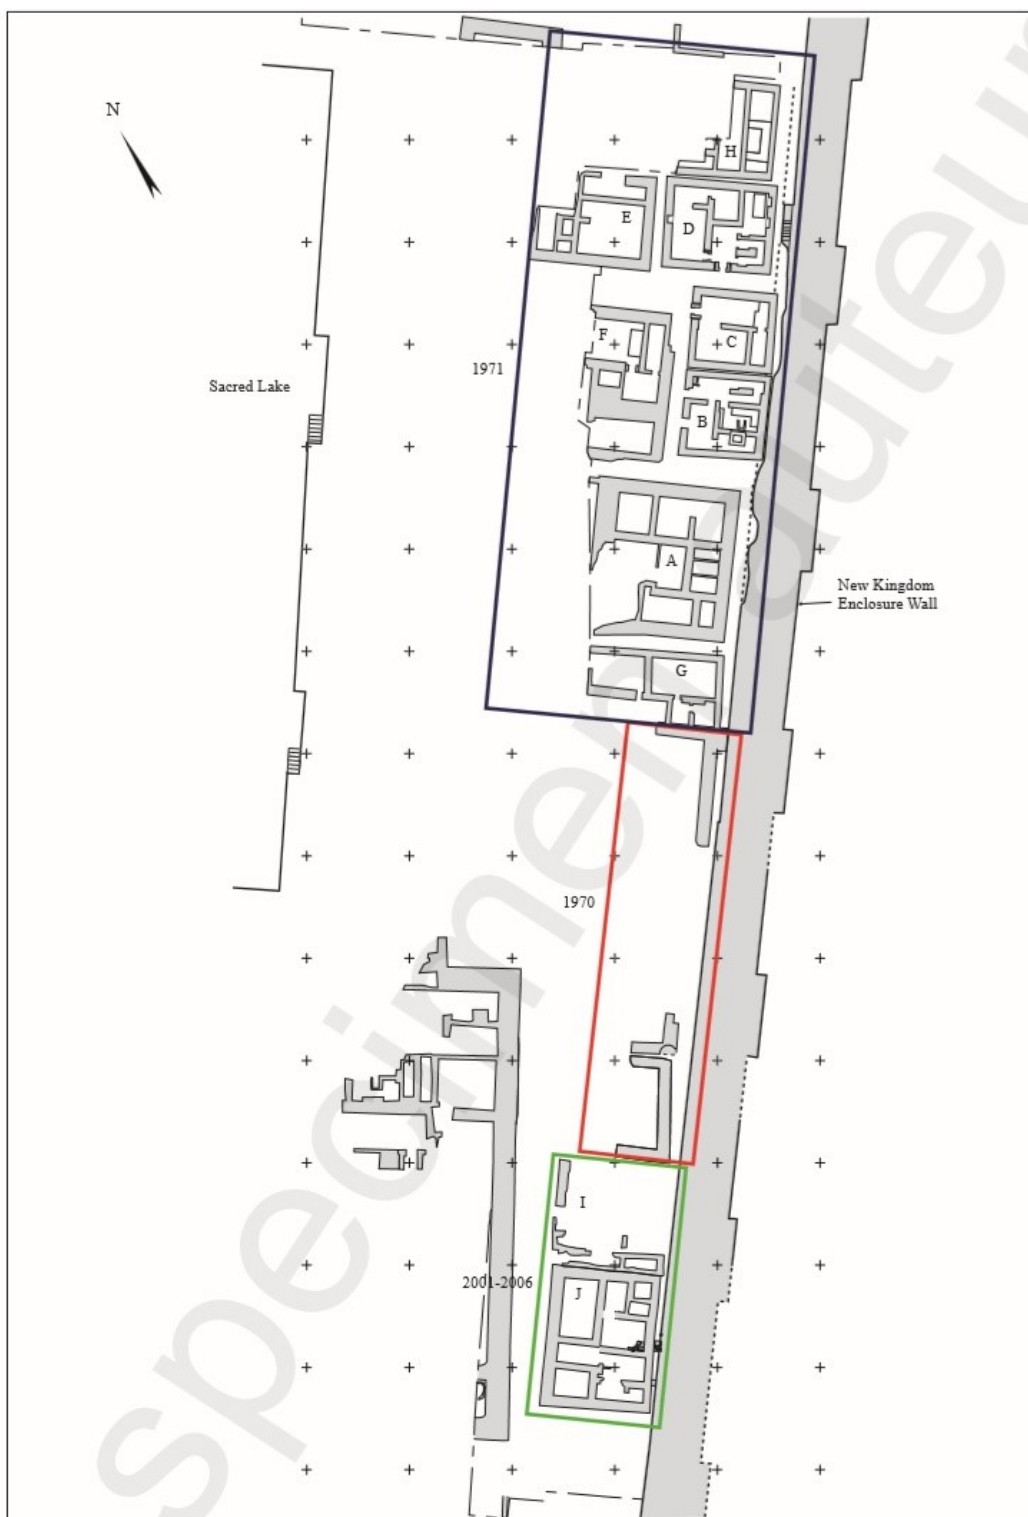 N
H
E
D
F
C
1971
Sacred Lake
B
A
New Kingdom
Enclosure Wall
G
1970
I
2001-2006
J
specimen auteur